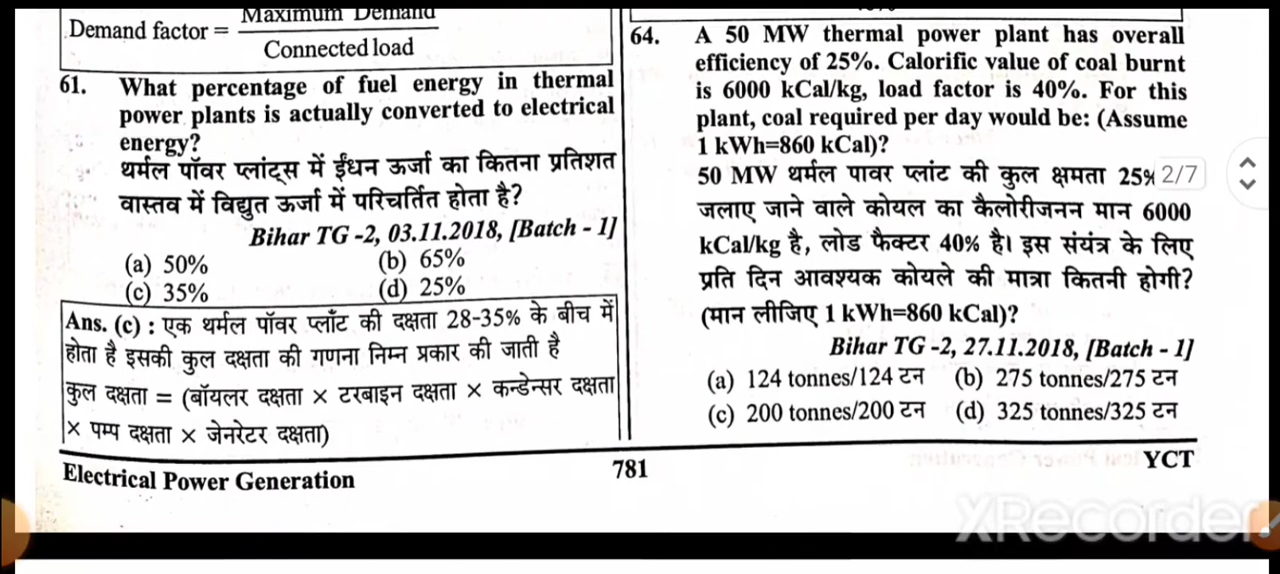 Demand factor = Maximum Demand
Connected load
61. What percentage of fuel energy in thermal
power plants is actually converted to electrical
energy?
थर्मल पॉवर प्लांट्स में ईंधन ऊर्जा का कितना प्रतिशत
वास्तव में विद्युत ऊर्जा में परिचर्तित होता है?
Bihar TG -2, 03.11.2018, [Batch - 1]
(a) 50% (b) 65%
(c) 35% (d) 25%
Ans. (c) : एक थर्मल पॉवर प्लाँट की दक्षता 28-35% के बीच में
होता है इसकी कुल दक्षता की गणना निम्न प्रकार की जाती है
कुल दक्षता = (बॉयलर दक्षता × टरबाइन दक्षता × कन्डेन्सर दक्षता
× पम्प दक्षता × जेनरेटर दक्षता)
64. A 50 MW thermal power plant has overall
efficiency of 25%. Calorific value of coal burnt
is 6000 kCal/kg, load factor is 40%. For this
plant, coal required per day would be: (Assume
1 kWh=860 kCal)?
50 MW थर्मल पावर प्लांट की कुल क्षमता 25% 2/7
जलाए जाने वाले कोयल का कैलोरीजनन मान 6000
kCal/kg है, लोड फैक्टर 40% है। इस संयंत्र के लिए
प्रति दिन आवश्यक कोयले की मात्रा कितनी होगी?
(मान लीजिए 1 kWh=860 kCal)?
Bihar TG -2, 27.11.2018, [Batch - 1]
(a) 124 tonnes/124 टन (b) 275 tonnes/275 टन
(c) 200 tonnes/200 टन (d) 325 tonnes/325 टन
Electrical Power Generation 781 YCT
XRecorder